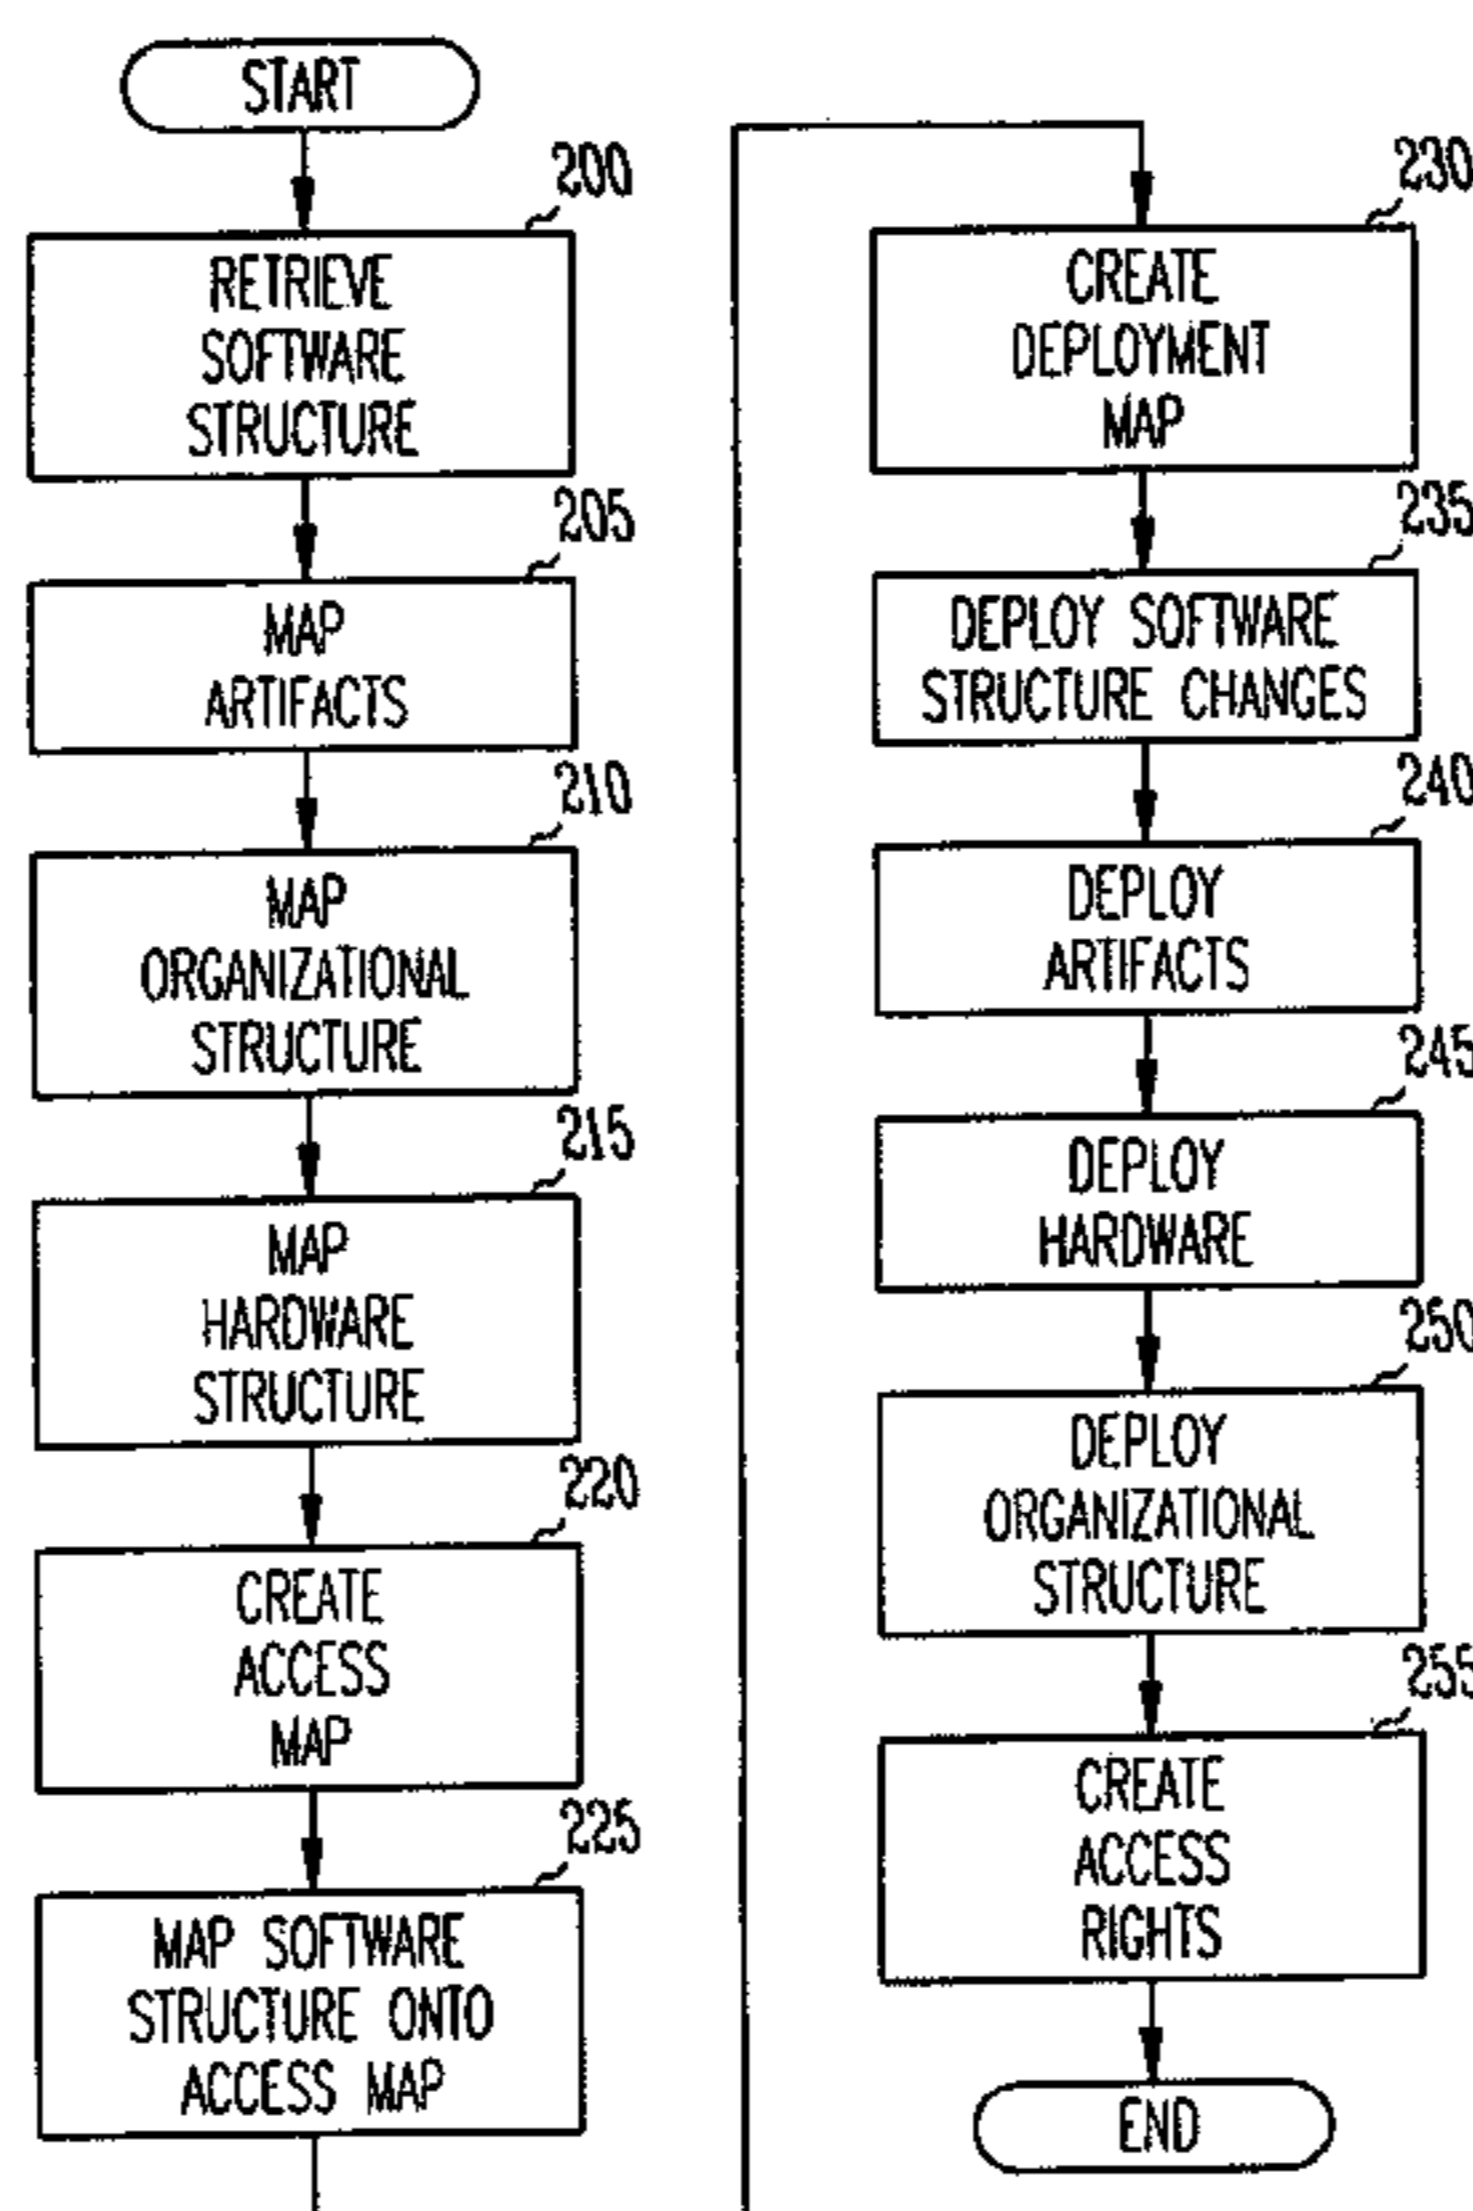 START
200
RETRIEVE
SOFTWARE
STRUCTURE
205
MAP
ARTIFACTS
210
MAP
ORGANIZATIONAL
STRUCTURE
215
MAP
HARDWARE
STRUCTURE
220
CREATE
ACCESS
MAP
225
MAP SOFTWARE
STRUCTURE ONTO
ACCESS MAP
230
CREATE
DEPLOYMENT
MAP
235
DEPLOY SOFTWARE
STRUCTURE CHANGES
240
DEPLOY
ARTIFACTS
245
DEPLOY
HARDWARE
250
DEPLOY
ORGANIZATIONAL
STRUCTURE
255
CREATE
ACCESS
RIGHTS
END